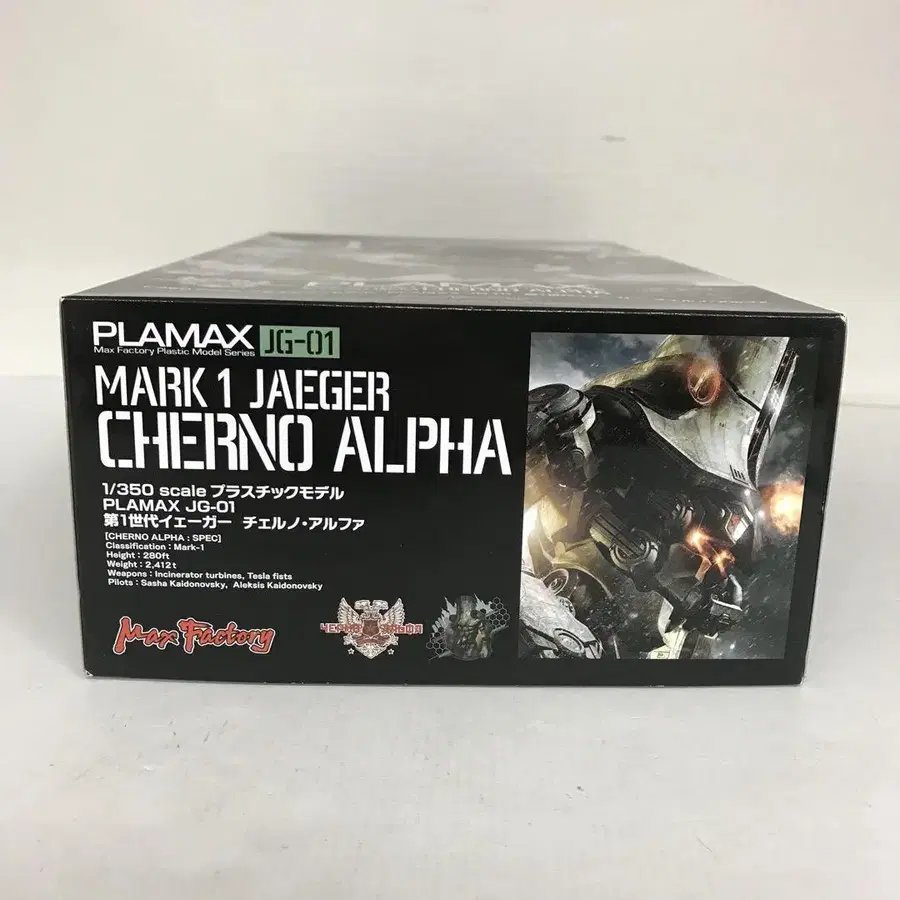 PLAMAX JG-01
Max Factory Plastic Model Series
MARK 1 JAEGER
CHERNO ALPHA
1/350 scale プラスチックモデル
PLAMAX JG-01
第1世代イェーガー チェルノ・アルファ
[CHERNO ALPHA : SPEC]
Classification : Mark-1
Height : 280ft
Weight : 2,412 t
Weapons : Incinerator turbines, Tesla fists
Pilots : Sasha Kaidonovsky, Aleksis Kaidonovsky
Max Factory